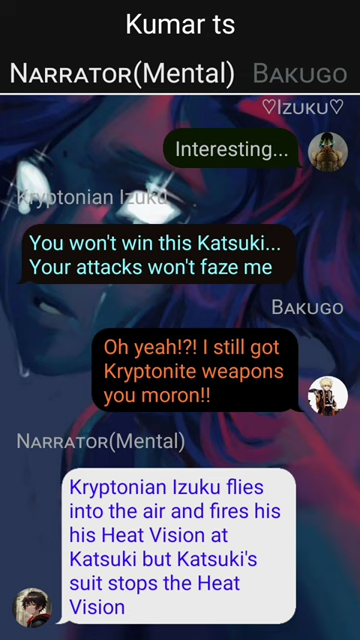 Kumar ts
Narrator(Mental) Bakugo
♡Izuku♡
Interesting...
Kryptonian Izuku
You won't win this Katsuki...
Your attacks won't faze me
Bakugo
Oh yeah!?! I still got
Kryptonite weapons
you moron!!
Narrator(Mental)
Kryptonian Izuku flies
into the air and fires his
his Heat Vision at
Katsuki but Katsuki's
suit stops the Heat
Vision